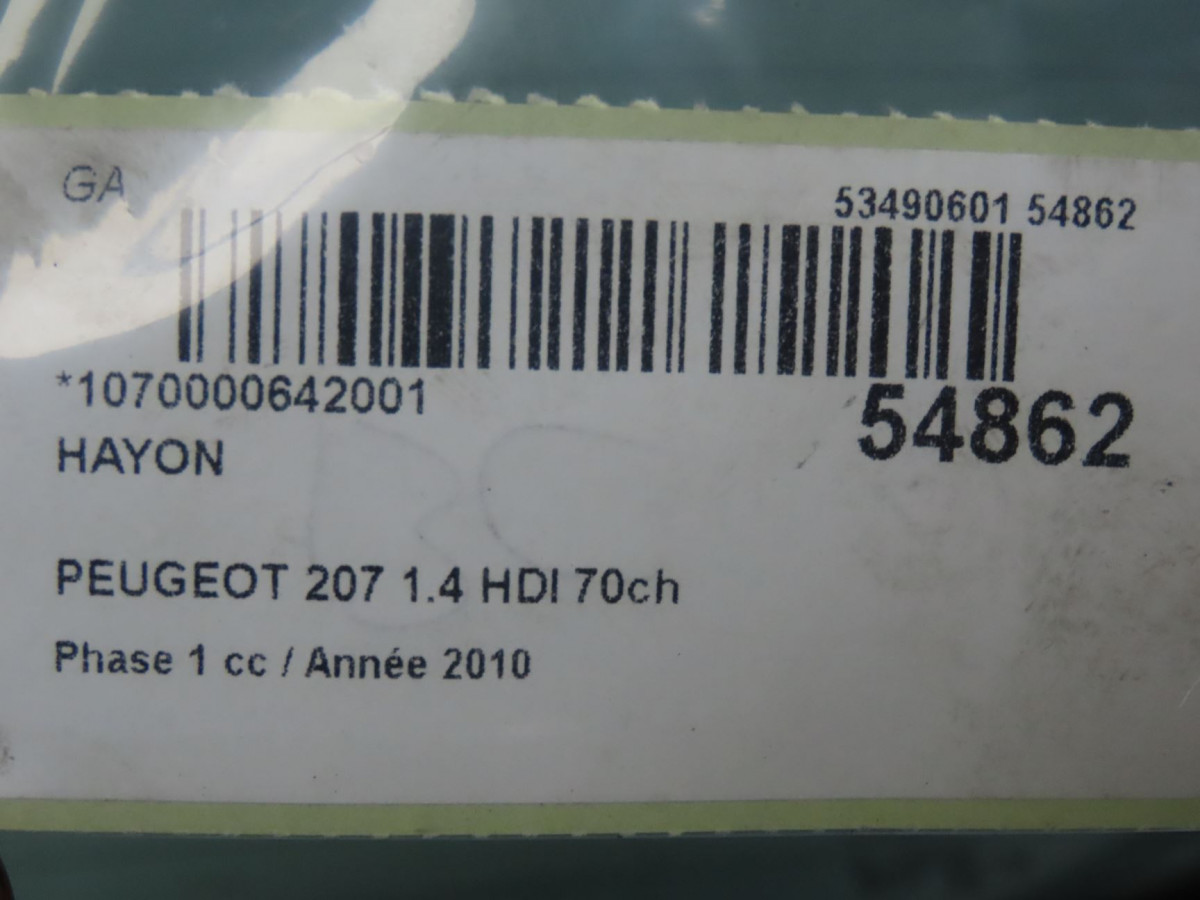 GA
53490601 54862
*1070000642001
54862
HAYON
PEUGEOT 207 1.4 HDI 70ch
Phase 1 cc / Année 2010